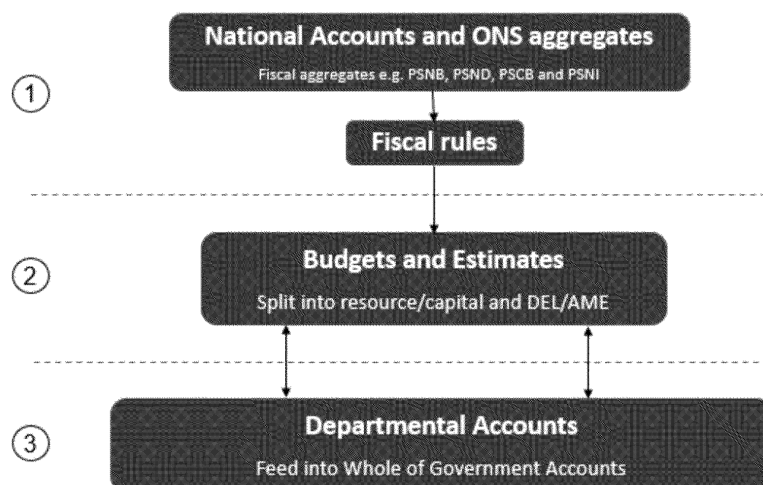 National Accounts and ONS aggregates
Fiscal aggregates e.g. PSNB, PSND, PSCB and PSNI
1
Fiscal rules
Budgets and Estimates
2
Split into resource/capital and DEL/AME
Departmental Accounts
3
Feed into Whole of Government Accounts